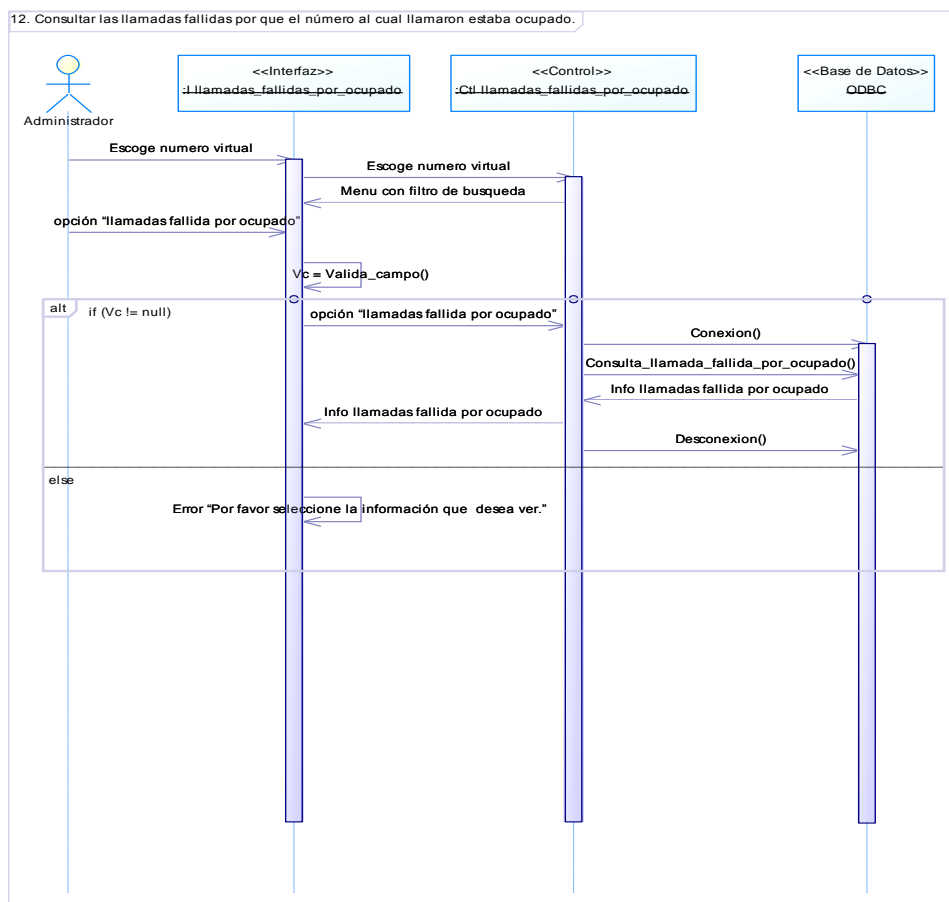 12. Consultar las llamadas fallidas por que el número al cual llamaron estaba ocupado.
<<Interfaz>>
:I llamadas_fallidas_por_ocupado
<<Control>>
:Ctl llamadas_fallidas_por_ocupado
<<Base de Datos>>
ODBC
Administrador
Escoge numero virtual
Escoge numero virtual
Menu con filtro de busqueda
opción “llamadas fallida por ocupado”
Vc = Valida_campo()
alt
if (Vc != null)
opción “llamadas fallida por ocupado”
Conexion()
Consulta_llamada_fallida_por_ocupado()
Info llamadas fallida por ocupado
Info llamadas fallida por ocupado
Desconexion()
else
Error “Por favor seleccione la información que desea ver.”